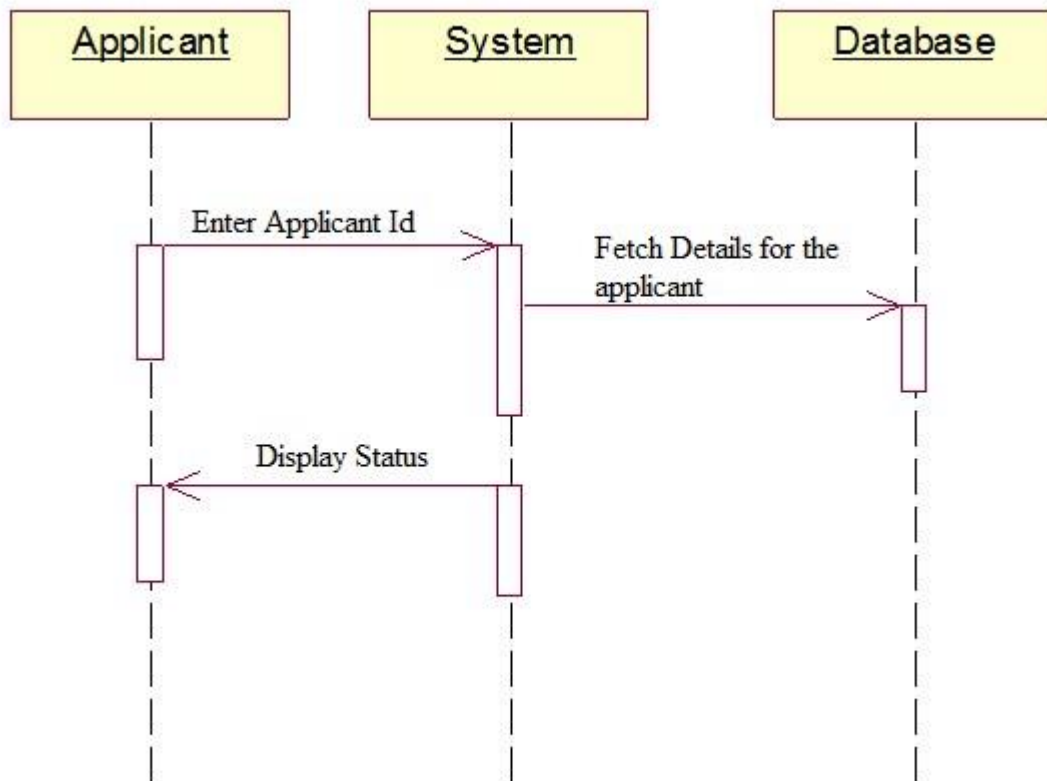 Applicant
System
Database
Enter Applicant Id
Fetch Details for the
applicant
Display Status